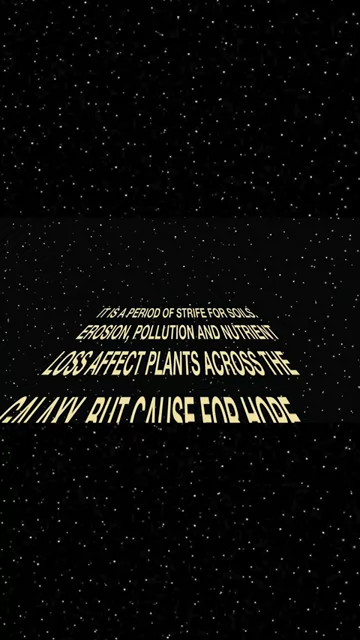 IT IS A PERIOD OF STRIFE FOR SOILS.
EROSION, POLLUTION AND NUTRIENT
LOSS AFFECT PLANTS ACROSS THE
GALAXY, BUT CAUSE FOR HOPE